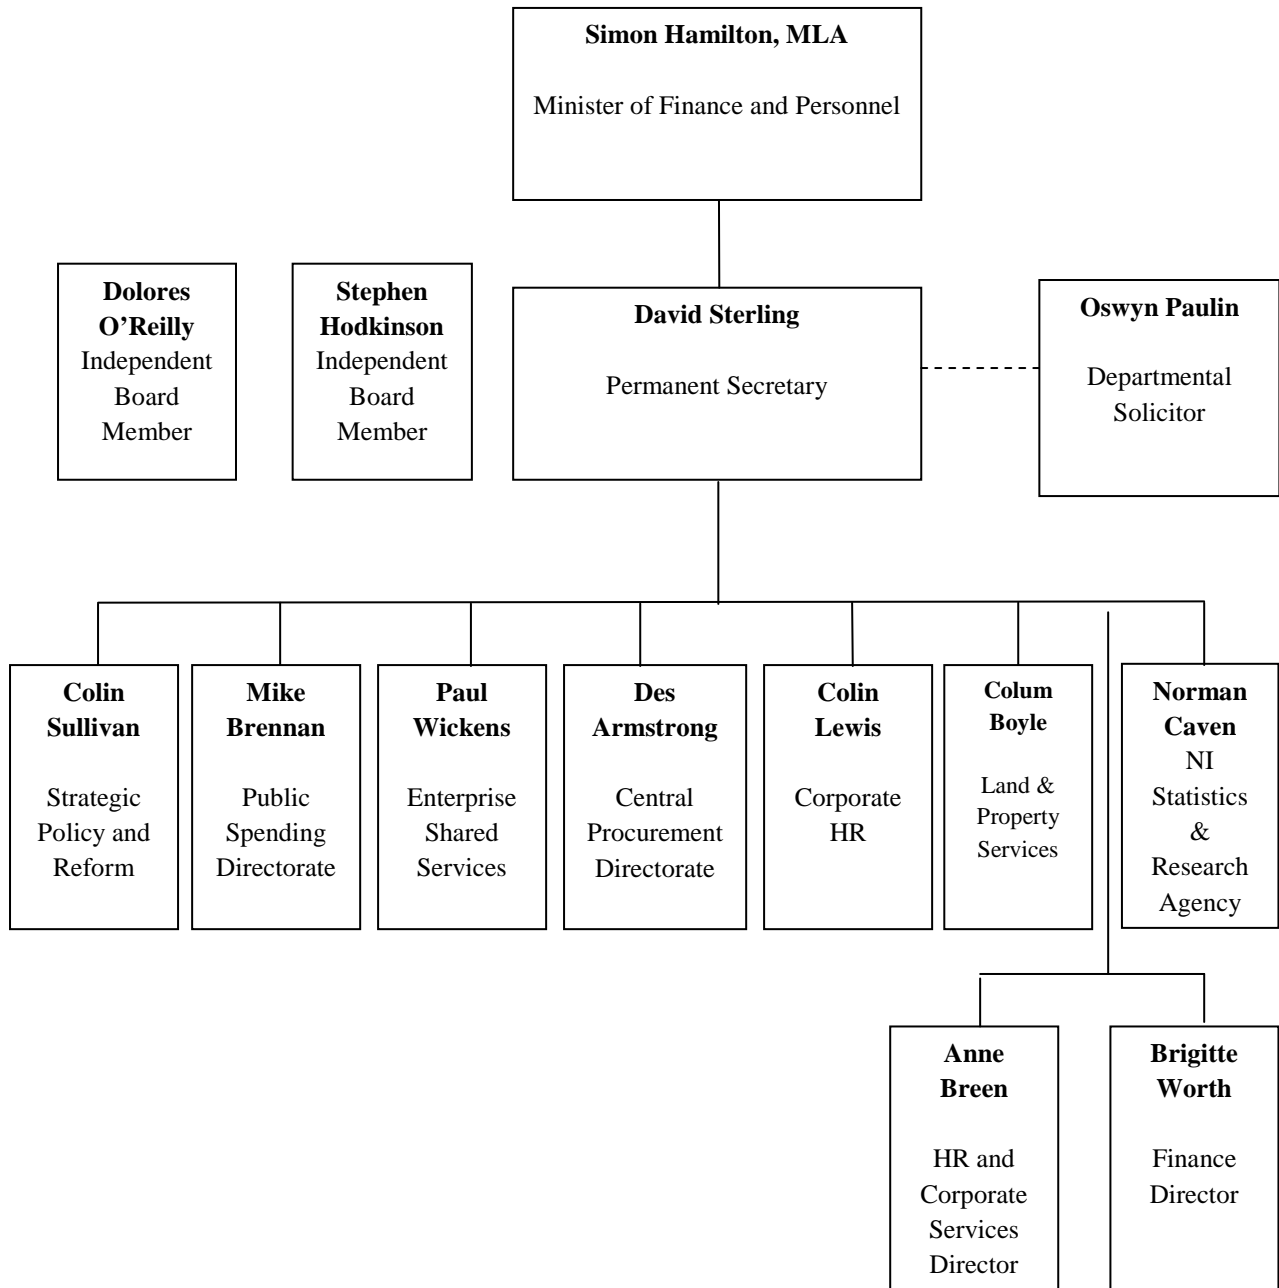 Simon Hamilton, MLA
Minister of Finance and Personnel
Dolores
O’Reilly
Independent
Board
Member
Stephen
Hodkinson
Independent
Board
Member
David Sterling
Permanent Secretary
Oswyn Paulin
Departmental
Solicitor
Colin
Sullivan
Strategic
Policy and
Reform
Mike
Brennan
Public
Spending
Directorate
Paul
Wickens
Enterprise
Shared
Services
Des
Armstrong
Central
Procurement
Directorate
Colin
Lewis
Corporate
HR
Colum
Boyle
Land &
Property
Services
Norman
Caven
NI
Statistics
&
Research
Agency
Anne
Breen
HR and
Corporate
Services
Director
Brigitte
Worth
Finance
Director